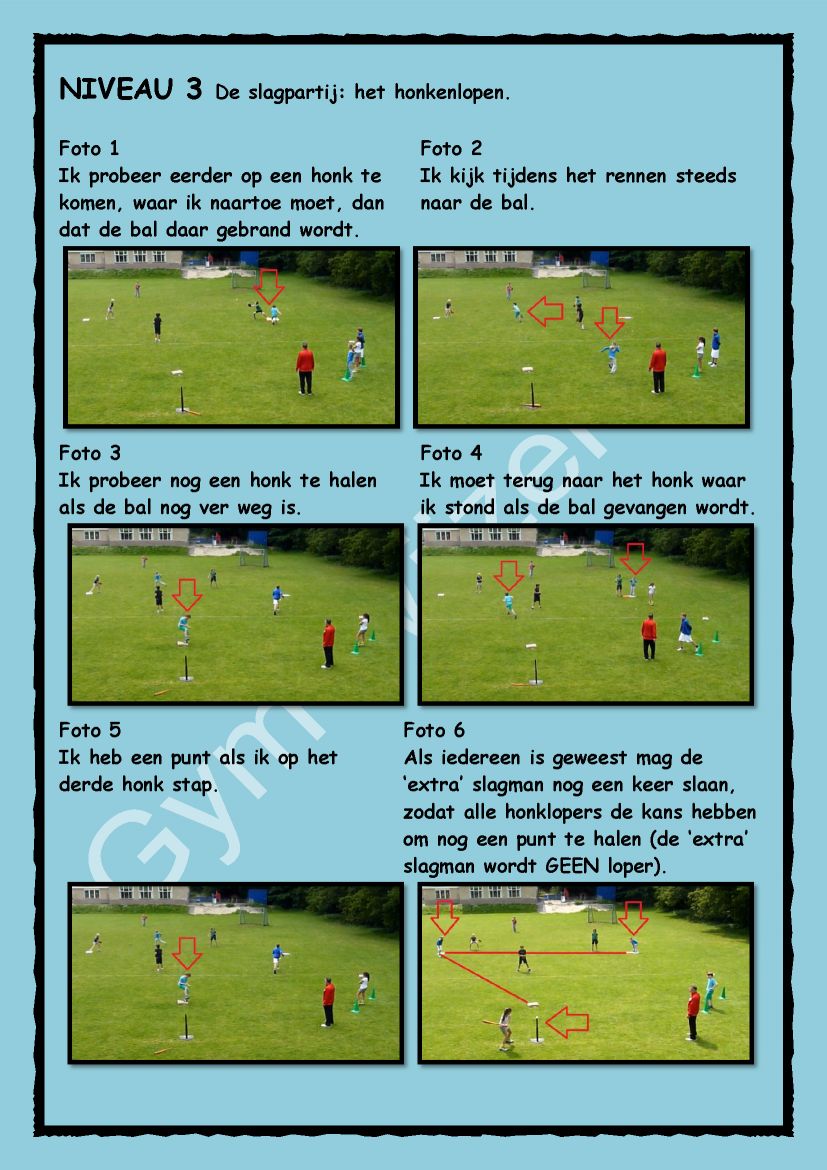 NIVEAU 3 De slagpartij: het honkenlopen.
Foto 1
Ik probeer eerder op een honk te
komen, waar ik naartoe moet, dan
dat de bal daar gebrand wordt.
Foto 2
Ik kijk tijdens het rennen steeds
naar de bal.
Foto 3
Ik probeer nog een honk te halen
als de bal nog ver weg is.
Foto 4
Ik moet terug naar het honk waar
ik stond als de bal gevangen wordt.
Foto 5
Ik heb een punt als ik op het
derde honk stap.
Foto 6
Als iedereen is geweest mag de
‘extra’ slagman nog een keer slaan,
zodat alle honklopers de kans hebben
om nog een punt te halen (de ‘extra’
slagman wordt GEEN loper).